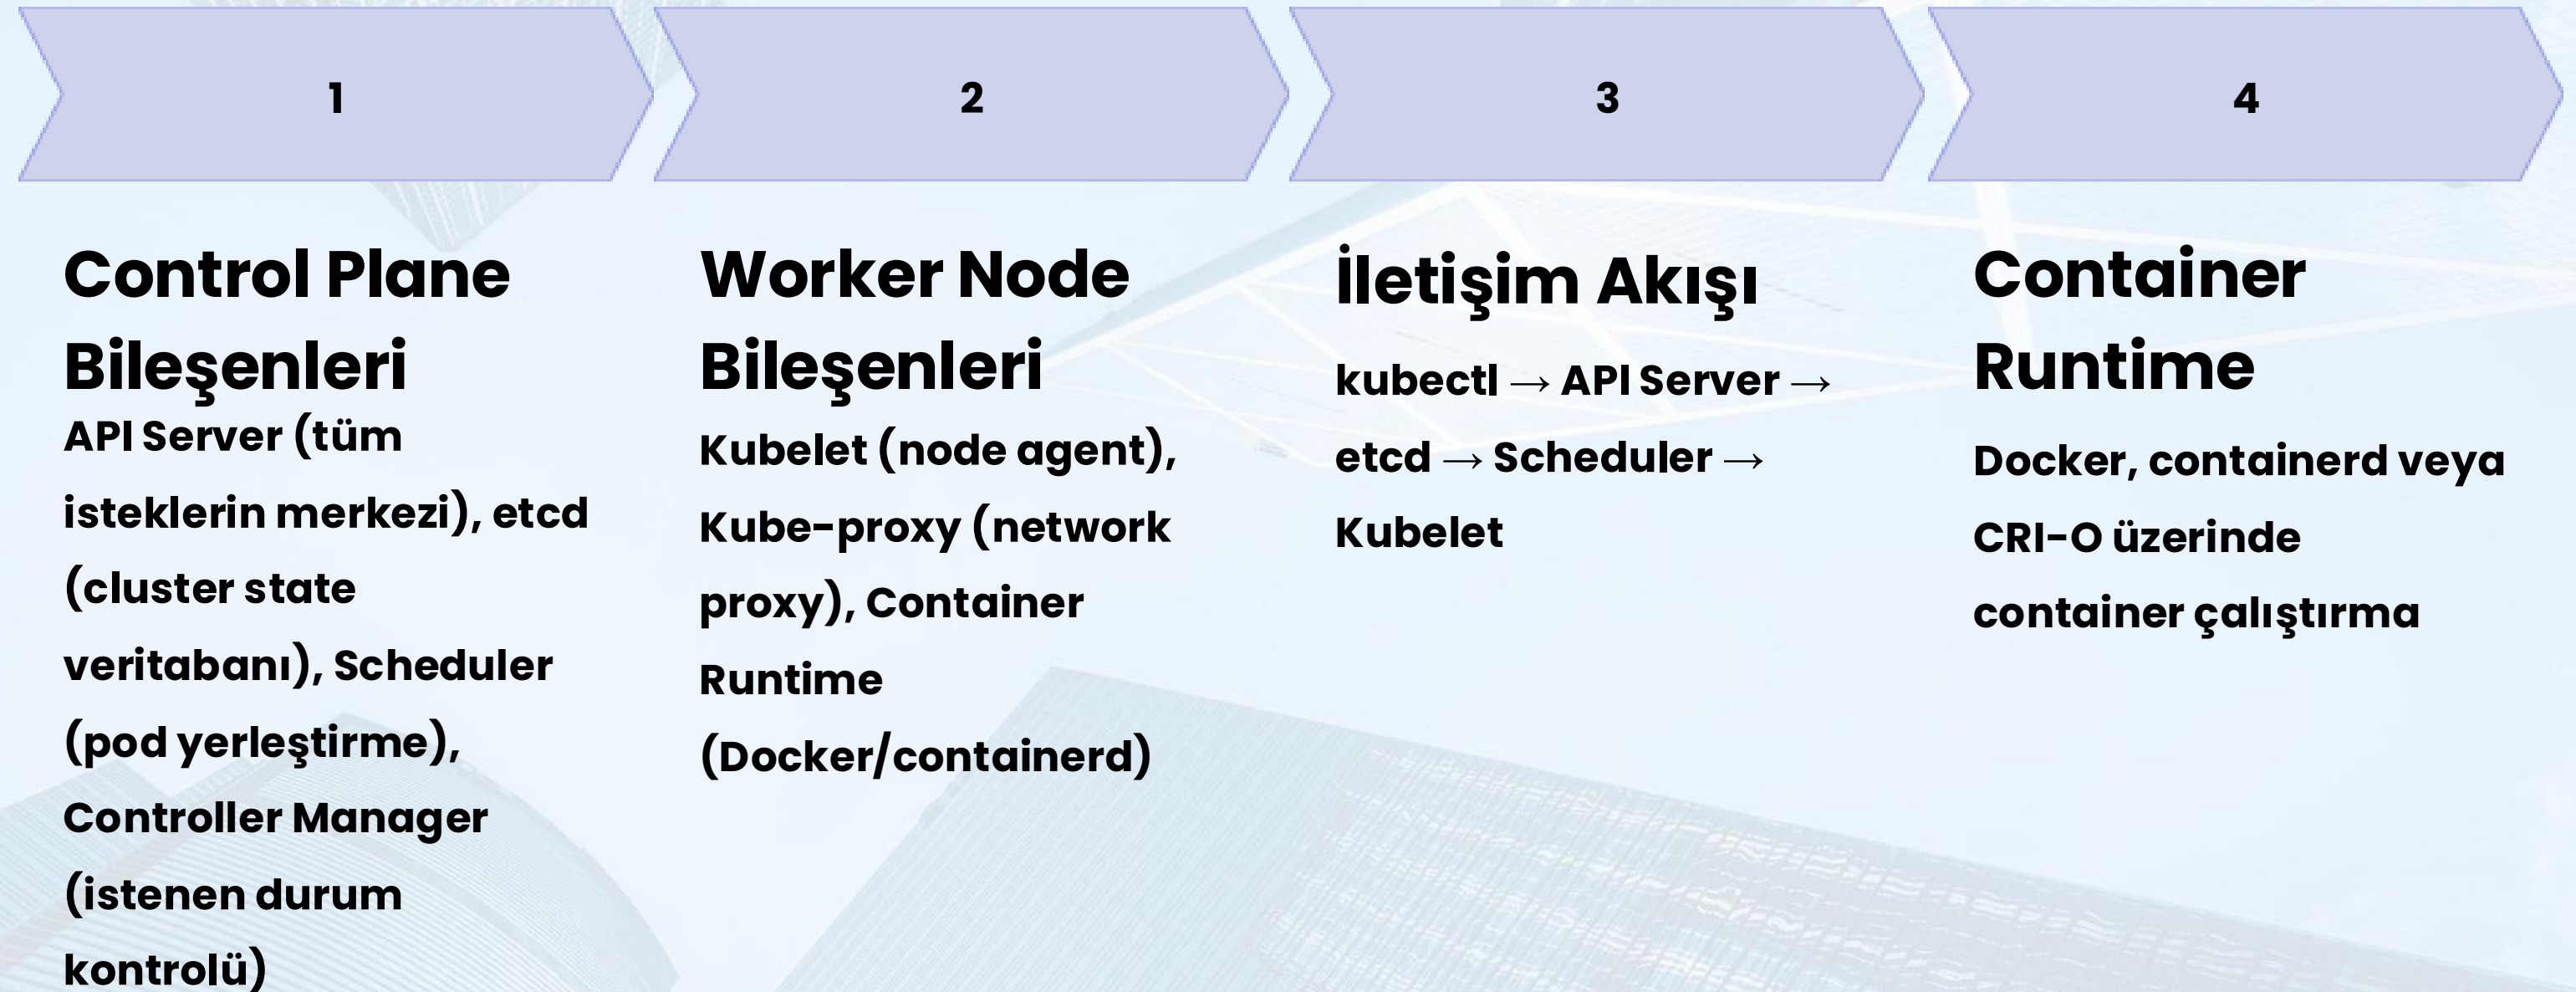 1
2
3
4
Control Plane
Bileşenleri
API Server (tüm
isteklerin merkezi), etcd
(cluster state
veritabanı), Scheduler
(pod yerleştirme),
Controller Manager
(istenen durum
kontrolü)
Worker Node
Bileşenleri
Kubelet (node agent),
Kube-proxy (network
proxy), Container
Runtime
(Docker/containerd)
İletişim Akışı
kubectl → API Server →
etcd → Scheduler →
Kubelet
Container
Runtime
Docker, containerd veya
CRI-O üzerinde
container çalıştırma